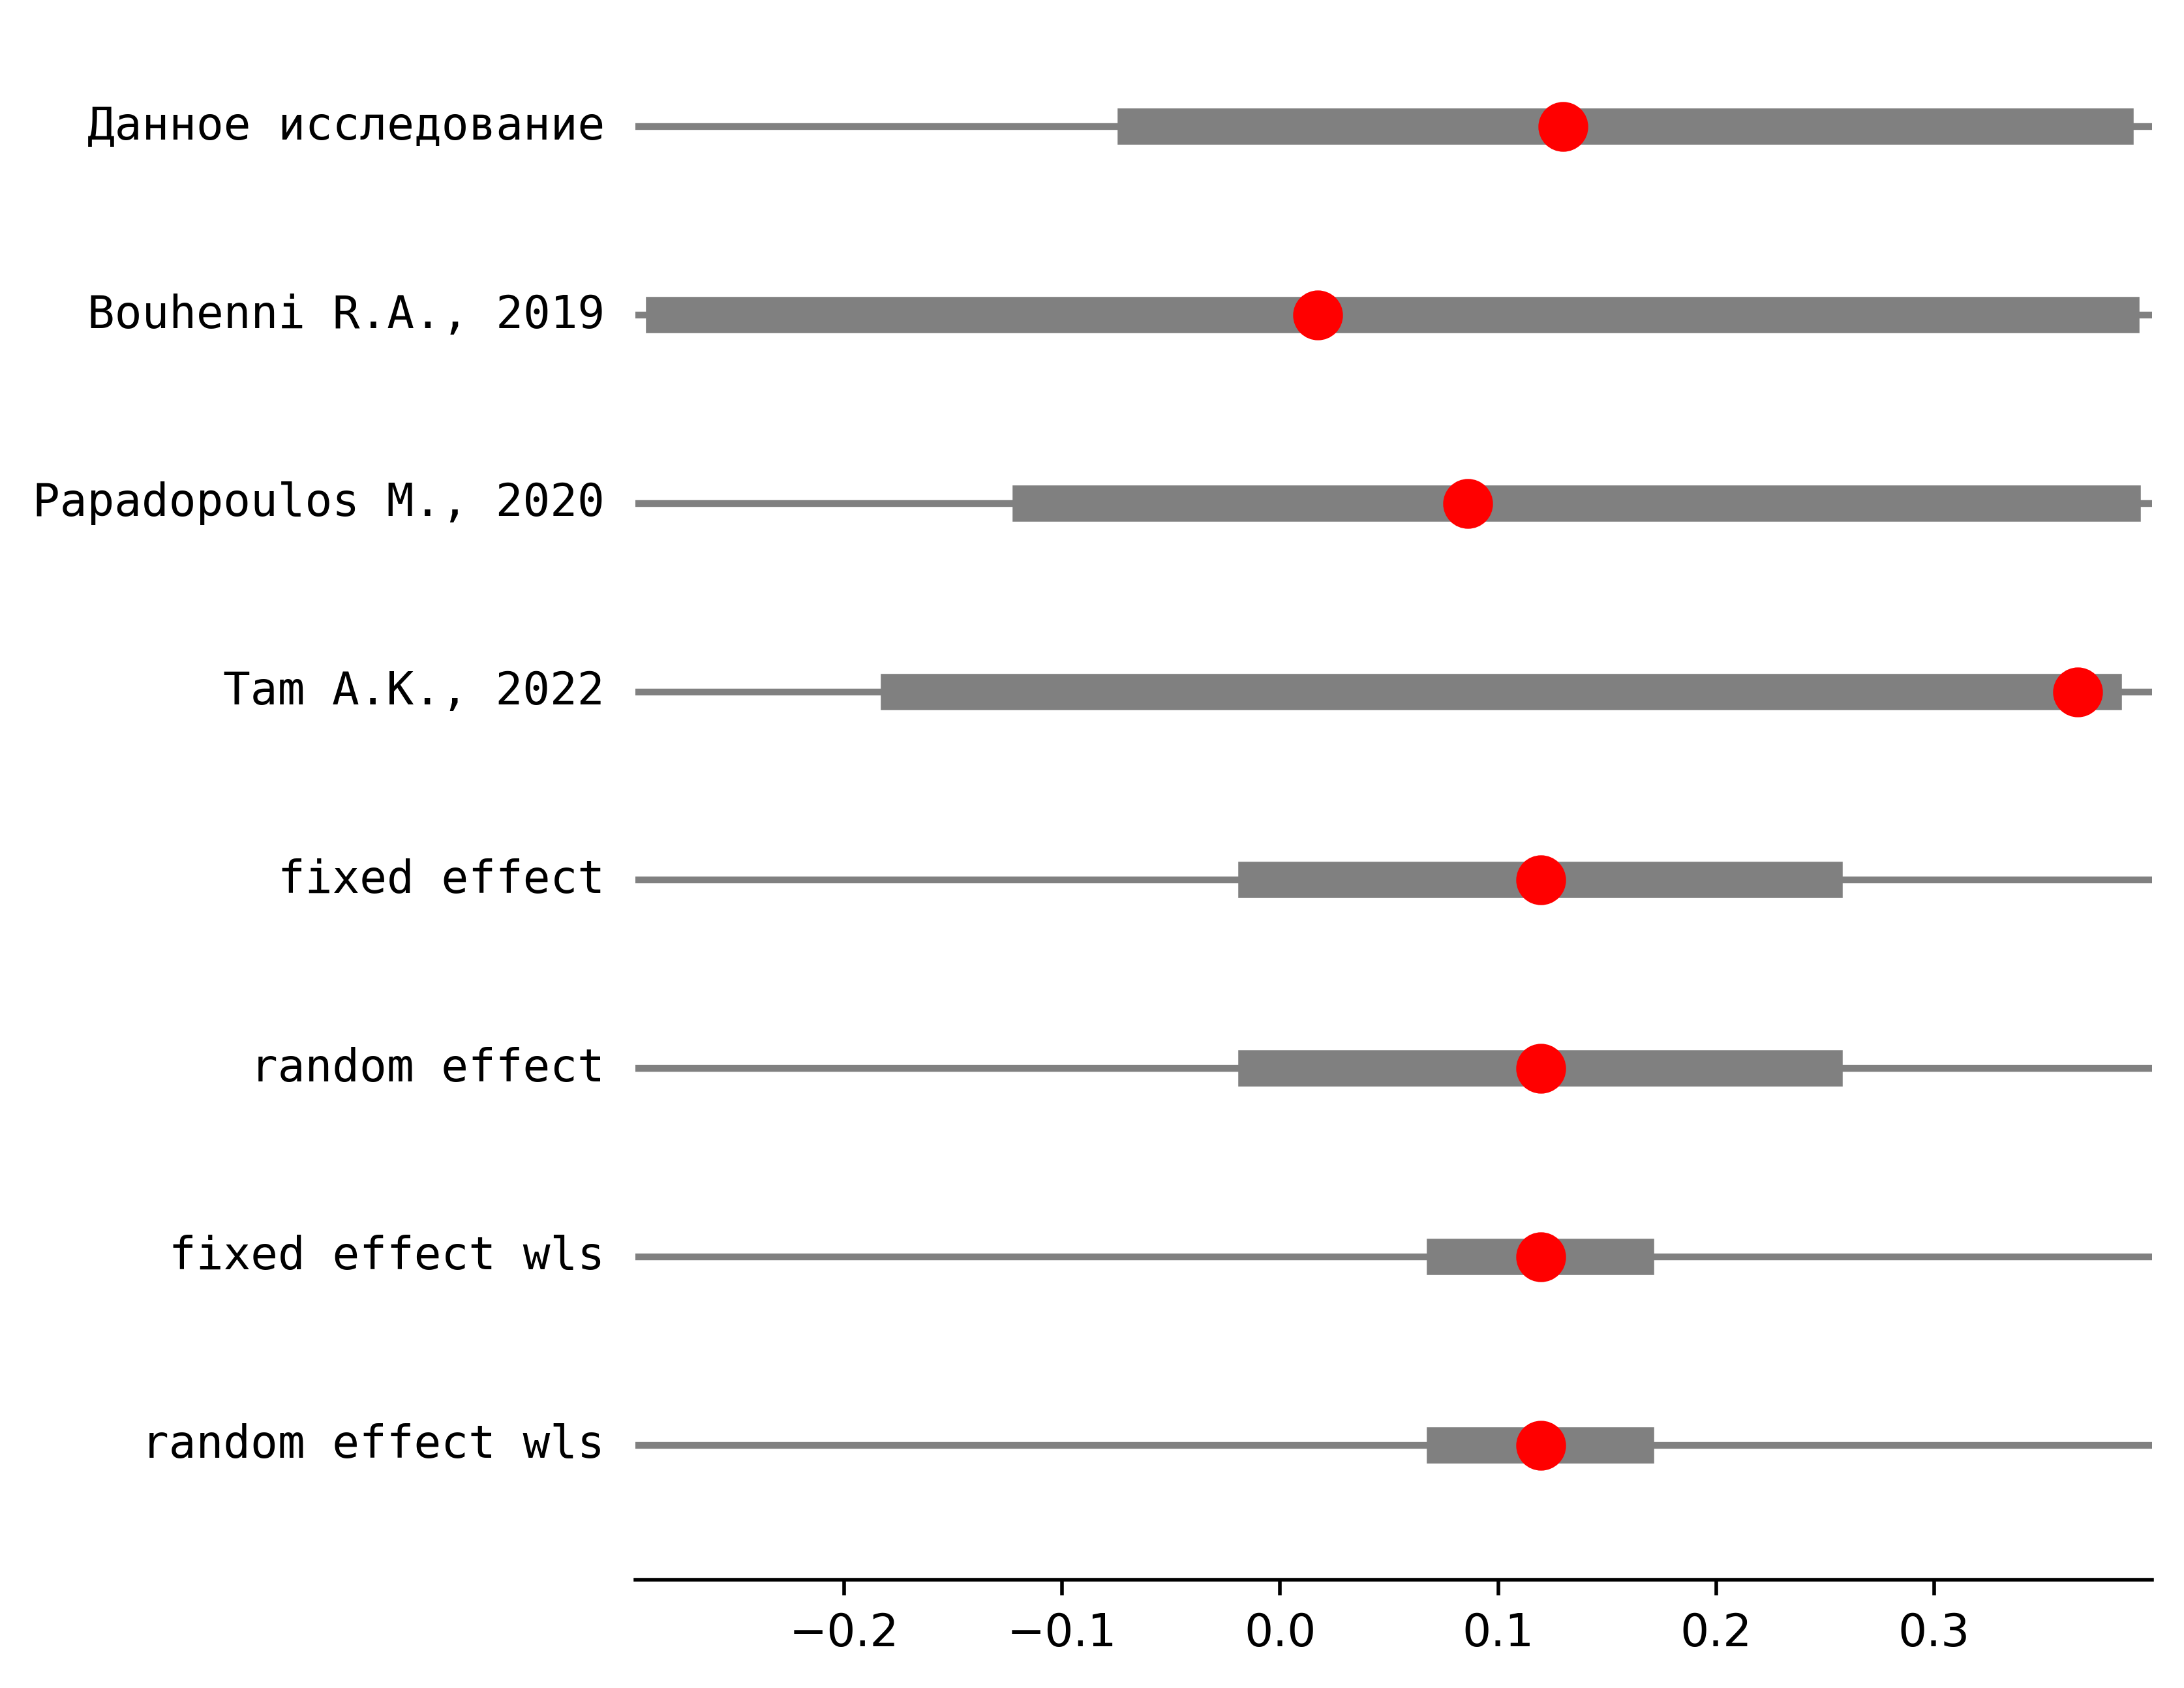 Данное исследование
Bouhenni R.A., 2019
Papadopoulos M., 2020
Tam A.K., 2022
fixed effect
random effect
fixed effect wls
random effect wls
−0.2 −0.1 0.0 0.1 0.2 0.3